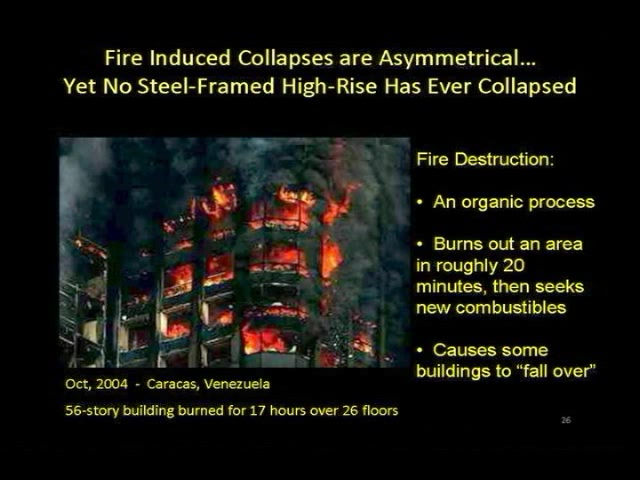 Fire Induced Collapses are Asymmetrical...
Yet No Steel-Framed High-Rise Has Ever Collapsed
Fire Destruction:
• An organic process
• Burns out an area
in roughly 20
minutes, then seeks
new combustibles
• Causes some
buildings to “fall over”
Oct, 2004 - Caracas, Venezuela
56-story building burned for 17 hours over 26 floors
26